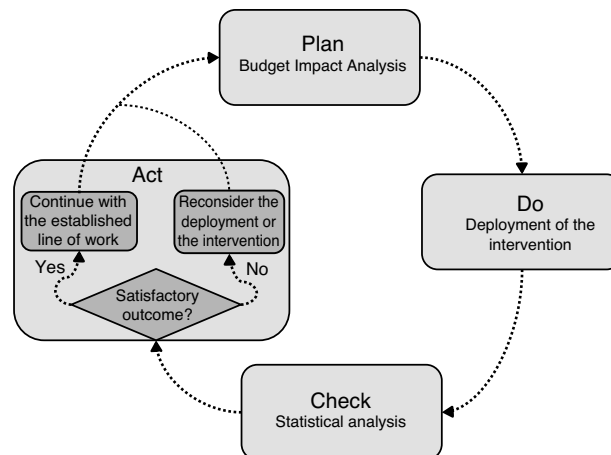 Plan
Budget Impact Analysis
Do
Deployment of the
intervention
Check
Statistical analysis
Act
Continue with
the established
line of work
Reconsider the
deployment or
the intervention
Yes
No
Satisfactory
outcome?